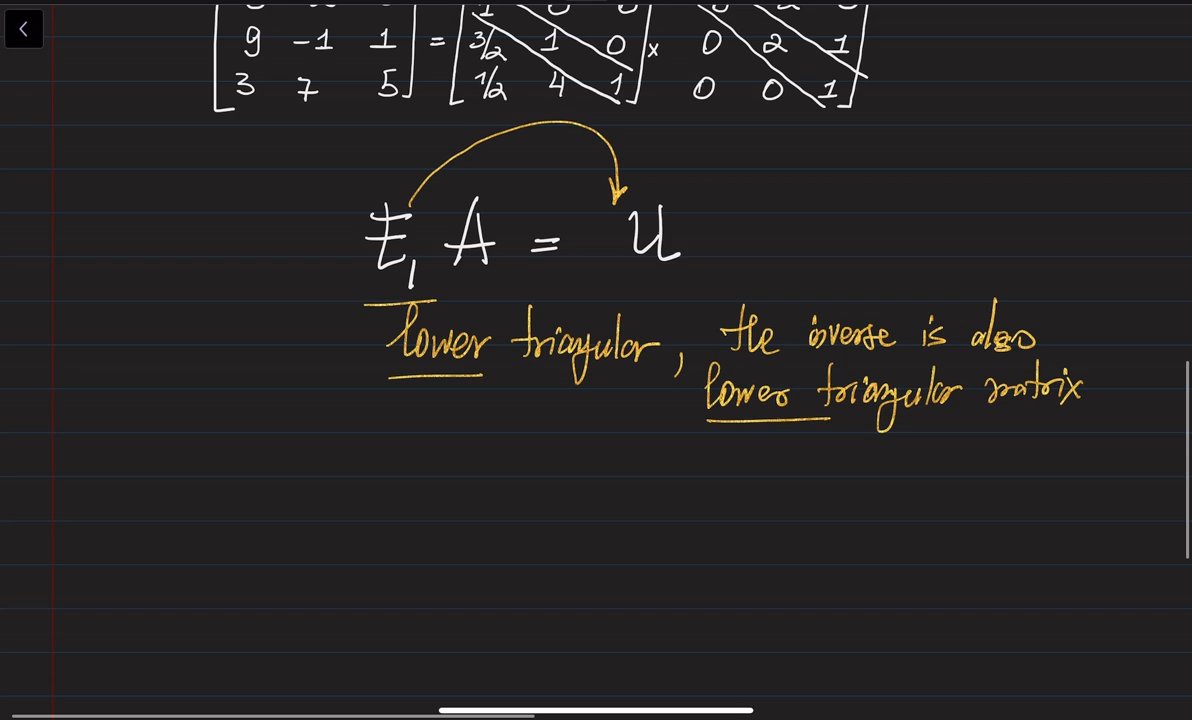 9 -1 1 = 3/2 1 0 x 0 2 1
3 7 5 1/2 4 1 0 0 1
E1 A = U
lower triangular, the iverse is also
lower triangular matrix